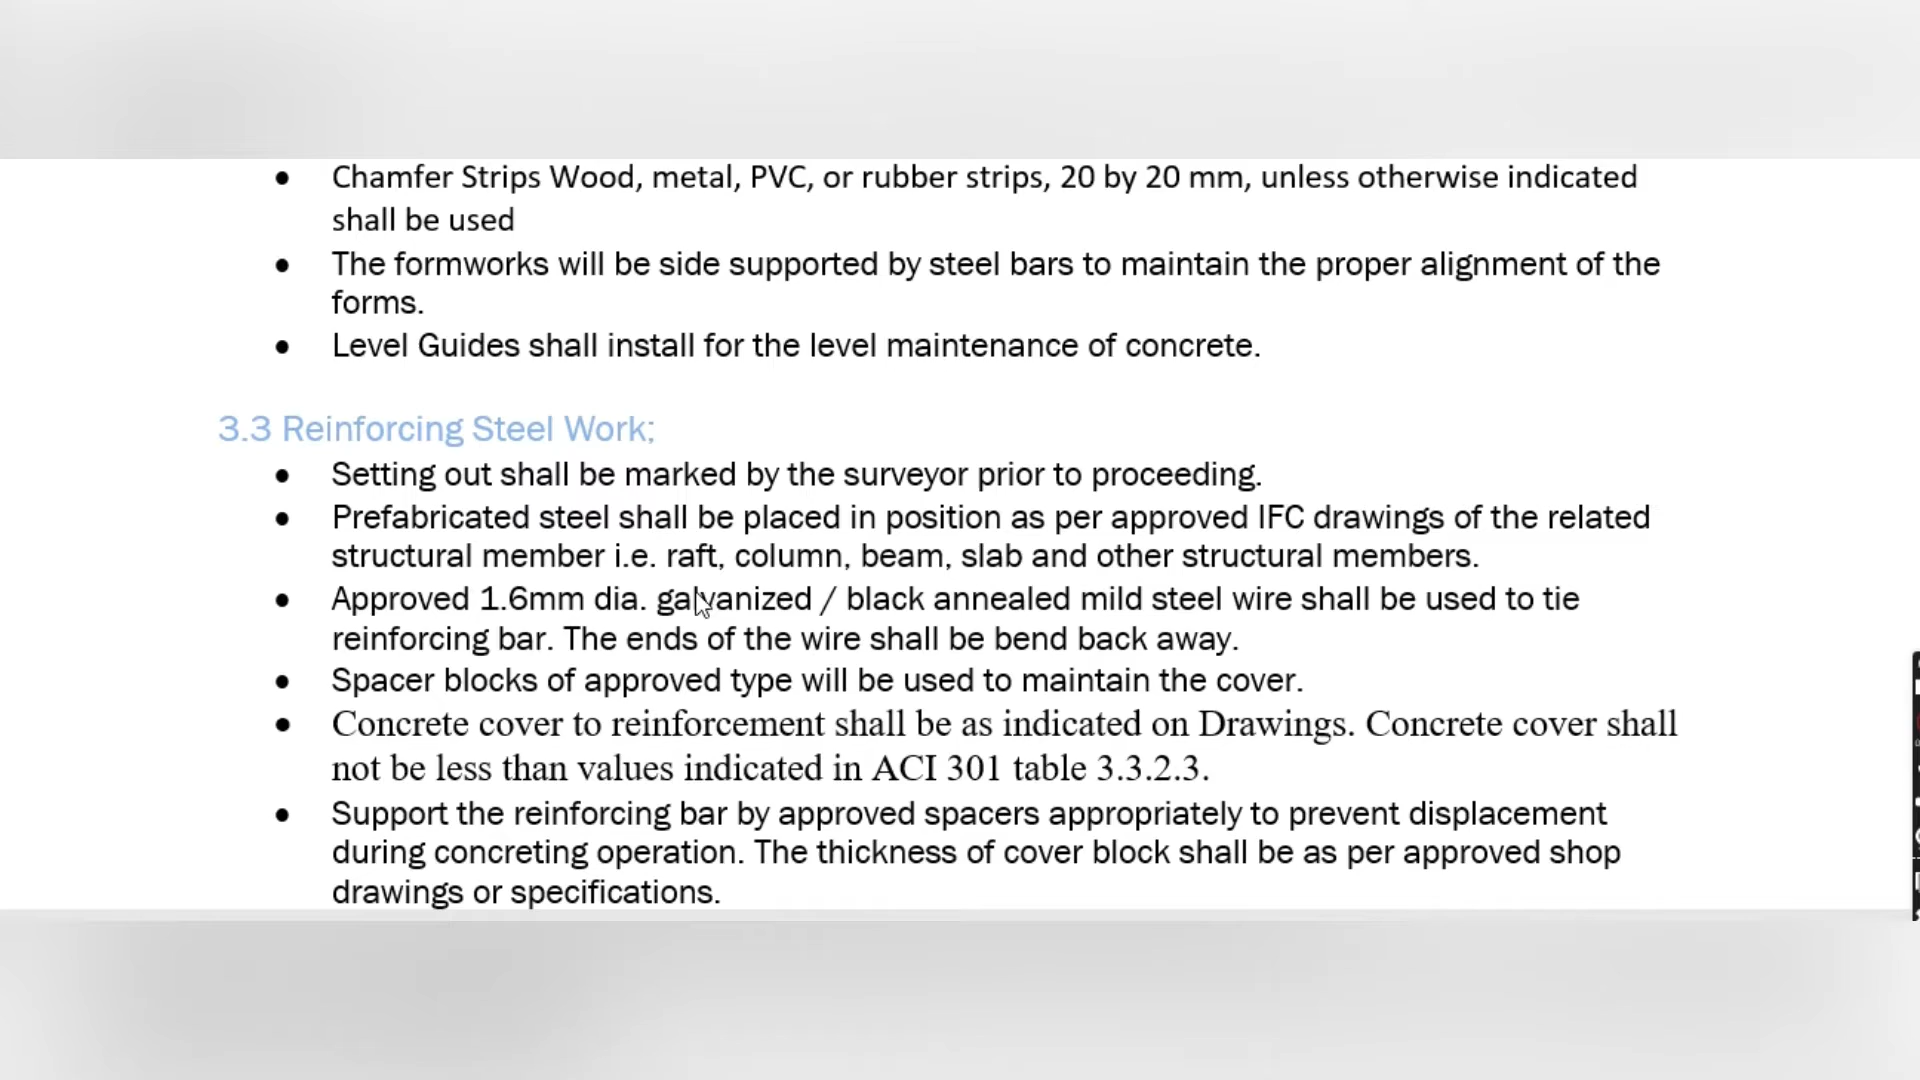 • Chamfer Strips Wood, metal, PVC, or rubber strips, 20 by 20 mm, unless otherwise indicated
shall be used
• The formworks will be side supported by steel bars to maintain the proper alignment of the
forms.
• Level Guides shall install for the level maintenance of concrete.
3.3 Reinforcing Steel Work;
• Setting out shall be marked by the surveyor prior to proceeding.
• Prefabricated steel shall be placed in position as per approved IFC drawings of the related
structural member i.e. raft, column, beam, slab and other structural members.
• Approved 1.6mm dia. galvanized / black annealed mild steel wire shall be used to tie
reinforcing bar. The ends of the wire shall be bend back away.
• Spacer blocks of approved type will be used to maintain the cover.
• Concrete cover to reinforcement shall be as indicated on Drawings. Concrete cover shall
not be less than values indicated in ACI 301 table 3.3.2.3.
• Support the reinforcing bar by approved spacers appropriately to prevent displacement
during concreting operation. The thickness of cover block shall be as per approved shop
drawings or specifications.